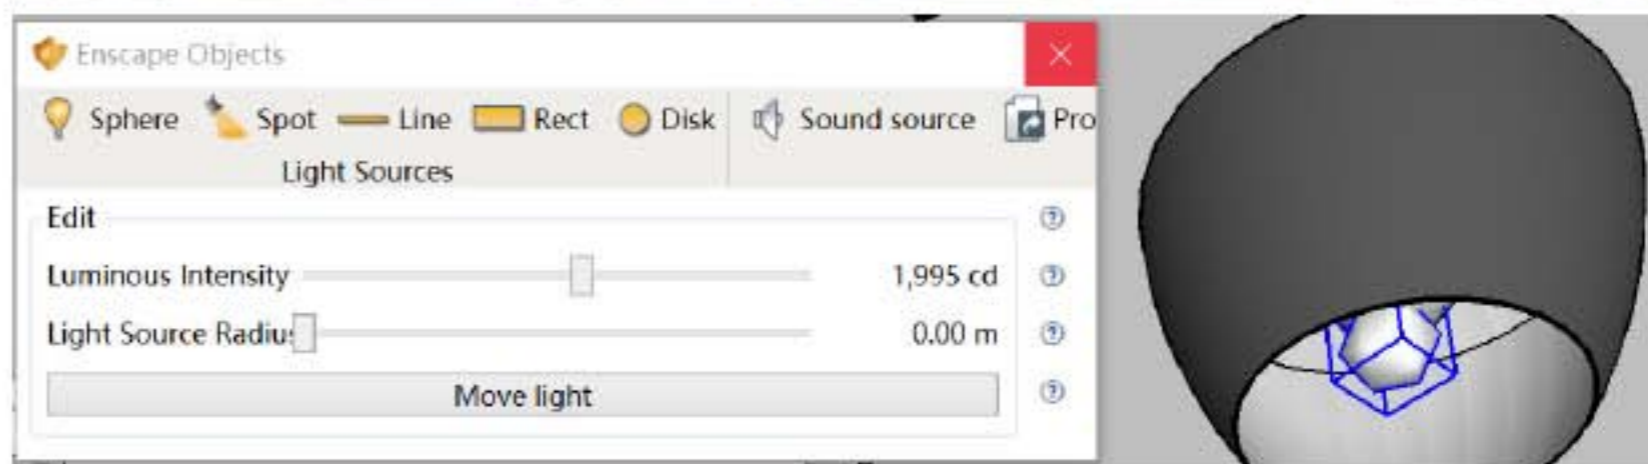 Enscape Objects
Sphere Spot Line Rect Disk Sound source Pro
Light Sources
Edit
Luminous Intensity 1,995 cd
Light Source Radius 0.00 m
Move light